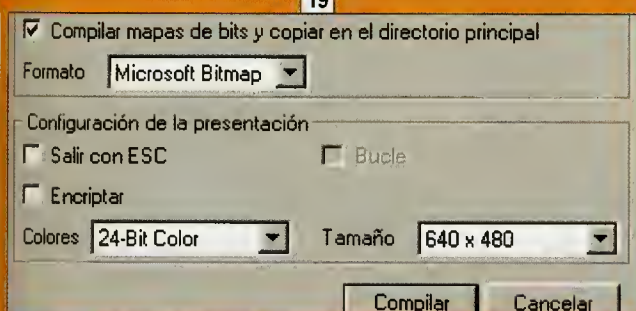 19
Compilar mapas de bits y copiar en el directorio principal
Formato Microsoft Bitmap
Configuración de la presentación
Salir con ESC Bucle
Encriptar
Colores 24-Bit Color Tamaño 640 x 480
Compilar Cancelar